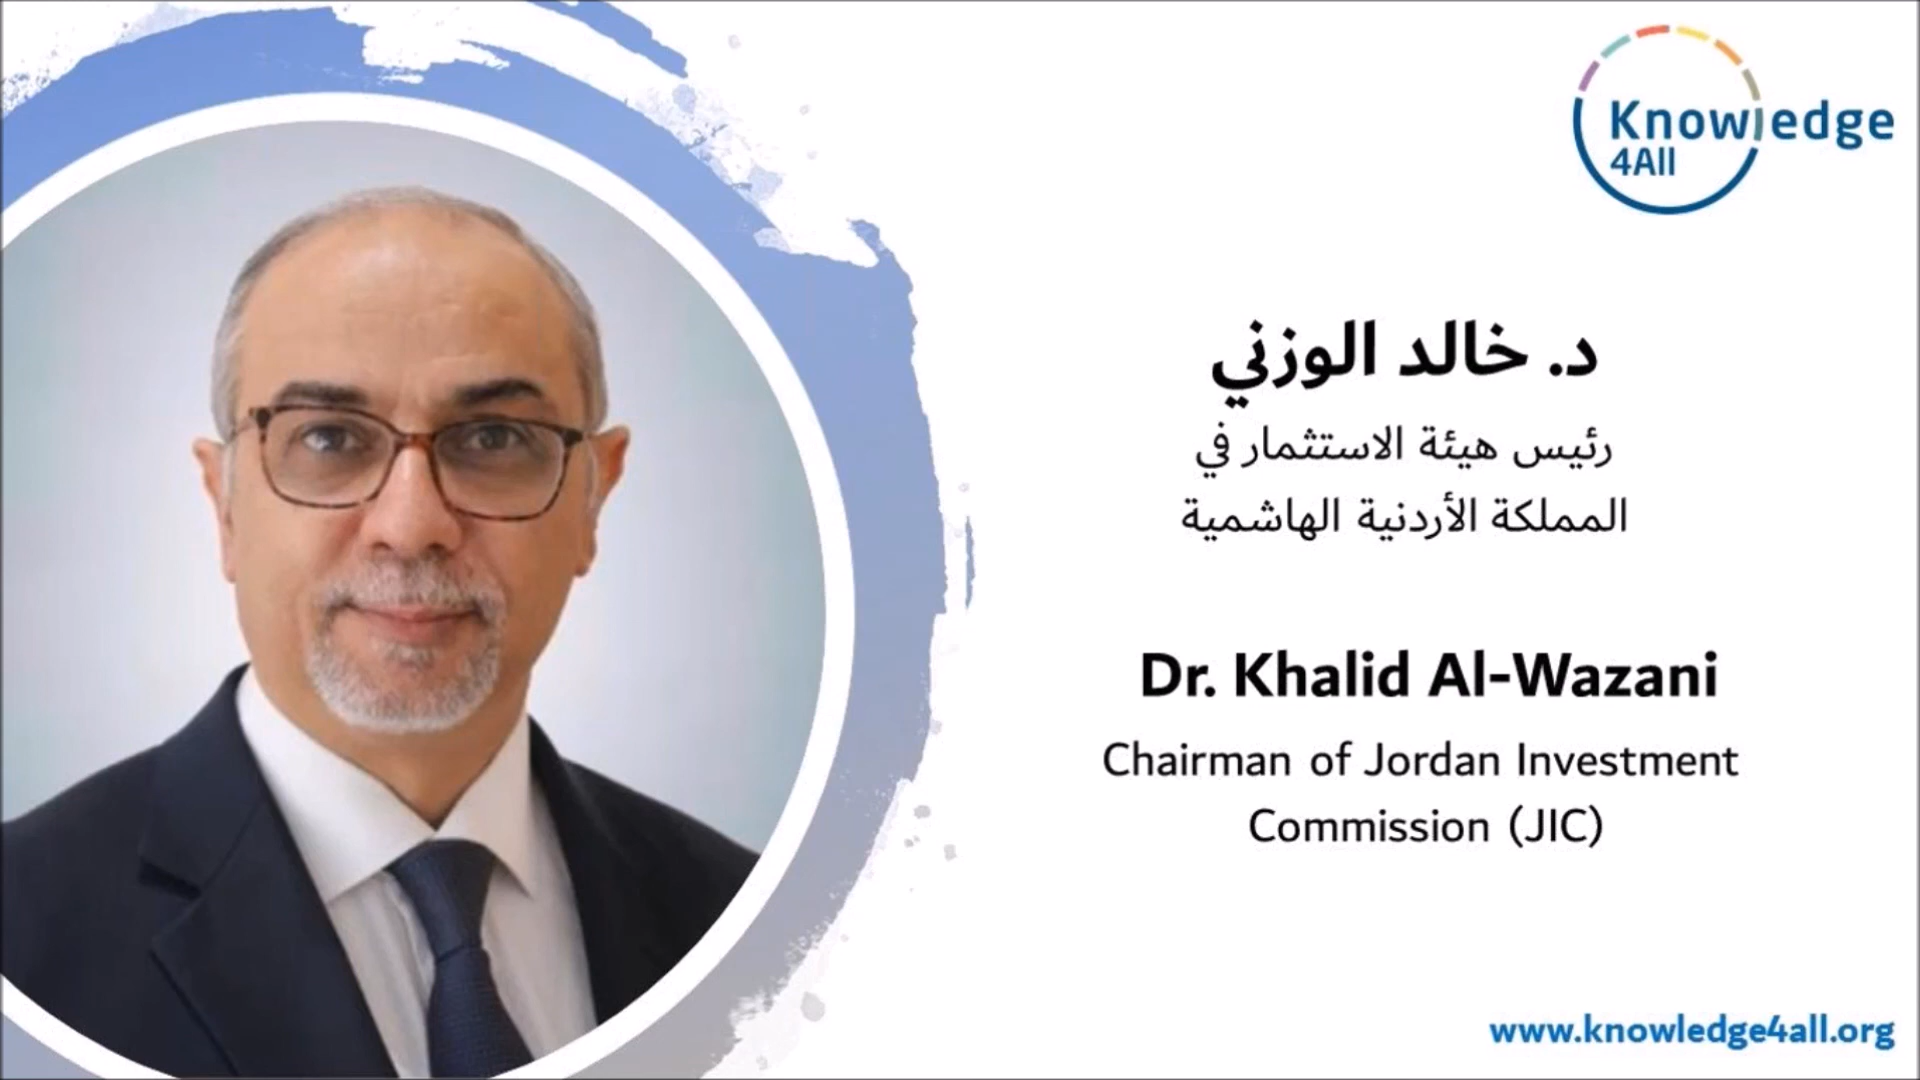 Knowledge
4All
د. خالد الوزني
رئيس هيئة الاستثمار في
المملكة الأردنية الهاشمية
Dr. Khalid Al-Wazani
Chairman of Jordan Investment
Commission (JIC)
www.knowledge4all.org